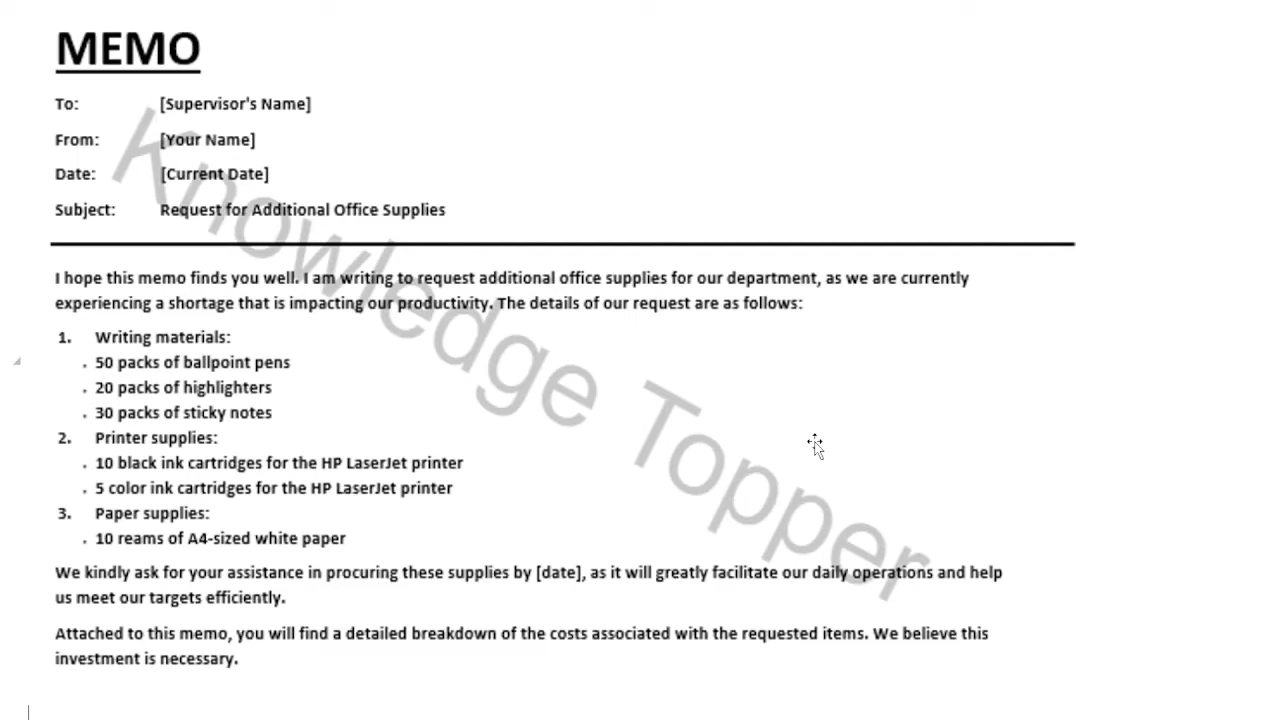 MEMO
To: [Supervisor's Name]
From: [Your Name]
Date: [Current Date]
Subject: Request for Additional Office Supplies
I hope this memo finds you well. I am writing to request additional office supplies for our department, as we are currently
experiencing a shortage that is impacting our productivity. The details of our request are as follows:
1. Writing materials:
. 50 packs of ballpoint pens
. 20 packs of highlighters
. 30 packs of sticky notes
2. Printer supplies:
. 10 black ink cartridges for the HP LaserJet printer
. 5 color ink cartridges for the HP LaserJet printer
3. Paper supplies:
. 10 reams of A4-sized white paper
We kindly ask for your assistance in procuring these supplies by [date], as it will greatly facilitate our daily operations and help
us meet our targets efficiently.
Attached to this memo, you will find a detailed breakdown of the costs associated with the requested items. We believe this
investment is necessary.
Knowledge Topper